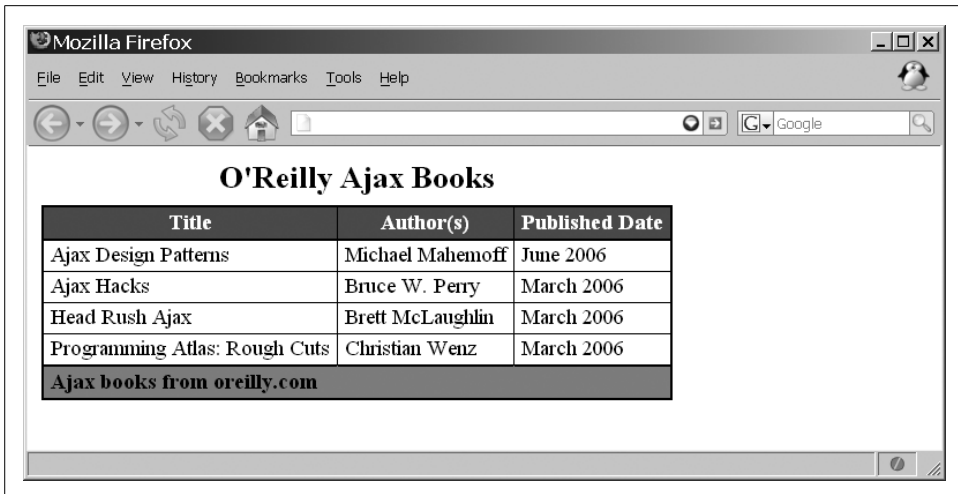 Mozilla Firefox
File Edit View History Bookmarks Tools Help
G Google
O'Reilly Ajax Books
Title Author(s) Published Date
Ajax Design Patterns Michael Mahemoff June 2006
Ajax Hacks Bruce W. Perry March 2006
Head Rush Ajax Brett McLaughlin March 2006
Programming Atlas: Rough Cuts Christian Wenz March 2006
Ajax books from oreilly.com